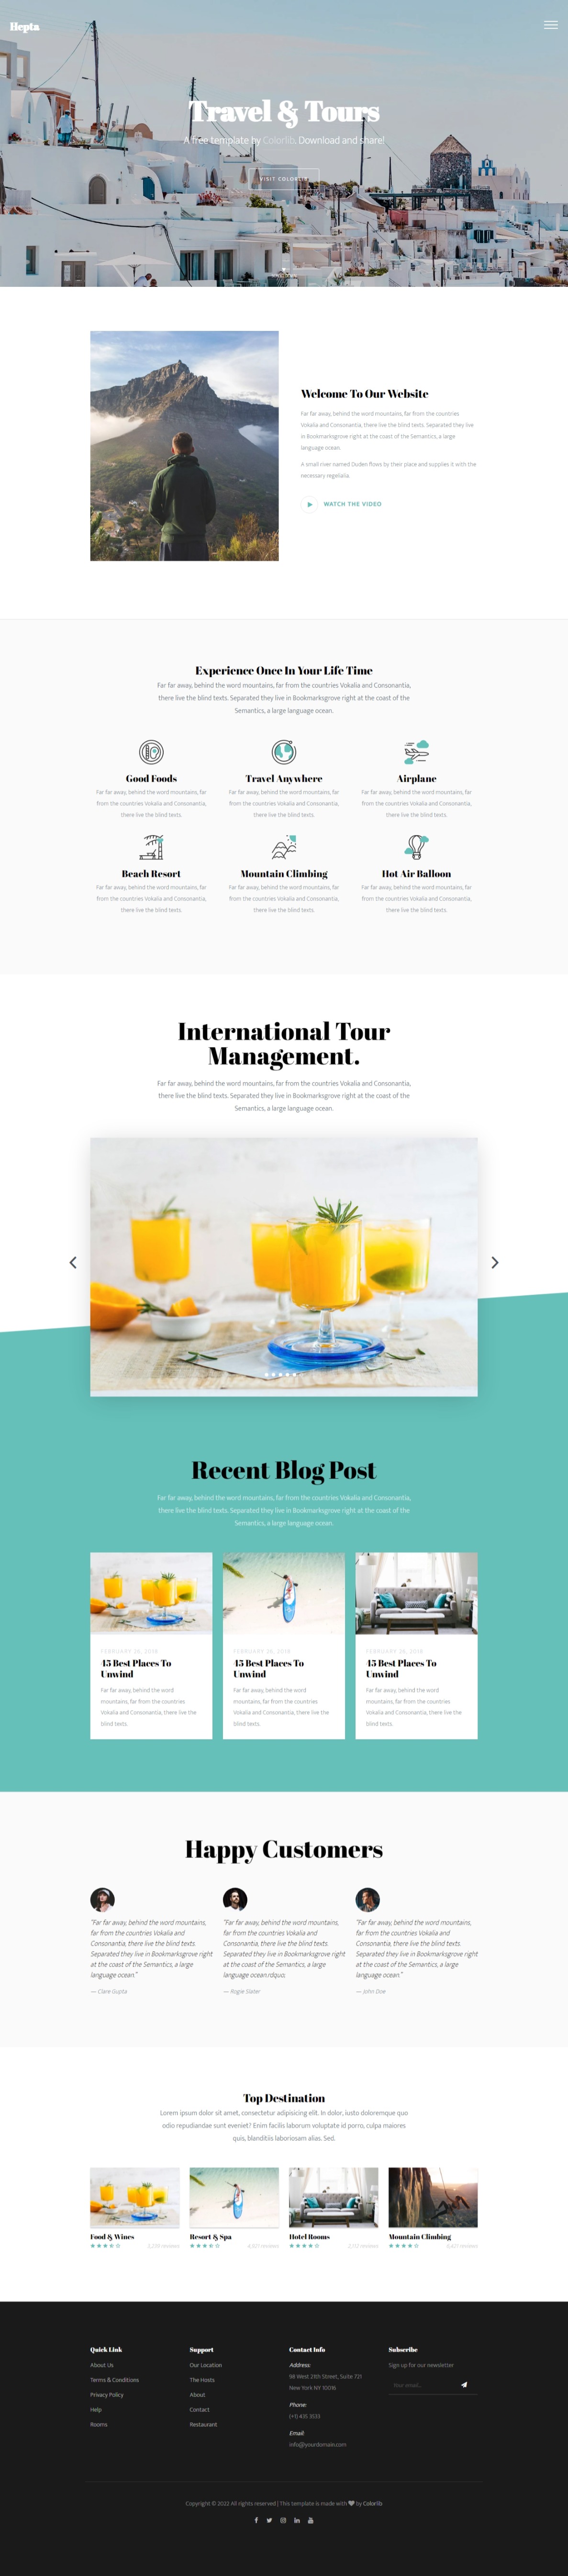 Hepta
Travel & Tours
A free template by Colorlib. Download and share!
VISIT COLORLIB
Welcome To Our Website
Far far away, behind the word mountains, far from the countries
Vokalia and Consonantia, there live the blind texts. Separated they live
in Bookmarksgrove right at the coast of the Semantics, a large
language ocean.
A small river named Duden flows by their place and supplies it with the
necessary regelialia.
WATCH THE VIDEO
Experience Once In Your Life Time
Far far away, behind the word mountains, far from the countries Vokalia and Consonantia,
there live the blind texts. Separated they live in Bookmarksgrove right at the coast of the
Semantics, a large language ocean.
Good Foods
Far far away, behind the word mountains, far
from the countries Vokalia and Consonantia,
there live the blind texts.
Travel Anywhere
Far far away, behind the word mountains, far
from the countries Vokalia and Consonantia,
there live the blind texts.
Airplane
Far far away, behind the word mountains, far
from the countries Vokalia and Consonantia,
there live the blind texts.
Beach Resort
Far far away, behind the word mountains, far
from the countries Vokalia and Consonantia,
there live the blind texts.
Mountain Climbing
Far far away, behind the word mountains, far
from the countries Vokalia and Consonantia,
there live the blind texts.
Hot Air Balloon
Far far away, behind the word mountains, far
from the countries Vokalia and Consonantia,
there live the blind texts.
International Tour
Management.
Far far away, behind the word mountains, far from the countries Vokalia and Consonantia,
there live the blind texts. Separated they live in Bookmarksgrove right at the coast of the
Semantics, a large language ocean.
Recent Blog Post
Far far away, behind the word mountains, far from the countries Vokalia and Consonantia,
there live the blind texts. Separated they live in Bookmarksgrove right at the coast of the
Semantics, a large language ocean.
FEBRUARY 26, 2018
45 Best Places To
Unwind
Far far away, behind the word
mountains, far from the countries
Vokalia and Consonantia, there live the
blind texts.
FEBRUARY 26, 2018
45 Best Places To
Unwind
Far far away, behind the word
mountains, far from the countries
Vokalia and Consonantia, there live the
blind texts.
FEBRUARY 26, 2018
45 Best Places To
Unwind
Far far away, behind the word
mountains, far from the countries
Vokalia and Consonantia, there live the
blind texts.
Happy Customers
"Far far away, behind the word mountains,
far from the countries Vokalia and
Consonantia, there live the blind texts.
Separated they live in Bookmarksgrove right
at the coast of the Semantics, a large
language ocean."
— Clare Gupta
"Far far away, behind the word mountains,
far from the countries Vokalia and
Consonantia, there live the blind texts.
Separated they live in Bookmarksgrove right
at the coast of the Semantics, a large
language ocean.rdquo;
— Rogie Slater
"Far far away, behind the word mountains,
far from the countries Vokalia and
Consonantia, there live the blind texts.
Separated they live in Bookmarksgrove right
at the coast of the Semantics, a large
language ocean."
— John Doe
Top Destination
Lorem ipsum dolor sit amet, consectetur adipisicing elit. In dolor, iusto doloremque quo
odio repudiandae sunt eveniet? Enim facilis laborum voluptate id porro, culpa maiores
quis, blanditiis laboriosam alias. Sed.
Food & Wines
reviews
Resort & Spa
reviews
Hotel Rooms
reviews
Mountain Climbing
reviews
Quick Link
About Us
Terms & Conditions
Privacy Policy
Help
Rooms
Support
Our Location
The Hosts
About
Contact
Restaurant
Contact Info
Address:
98 West 21th Street, Suite 721
New York NY 10016
Phone:
(+1) 435 3533
Email:
info@yourdomain.com
Subscribe
Sign up for our newsletter
Your email...
Copyright © 2022 All rights reserved | This template is made with by Colorlib